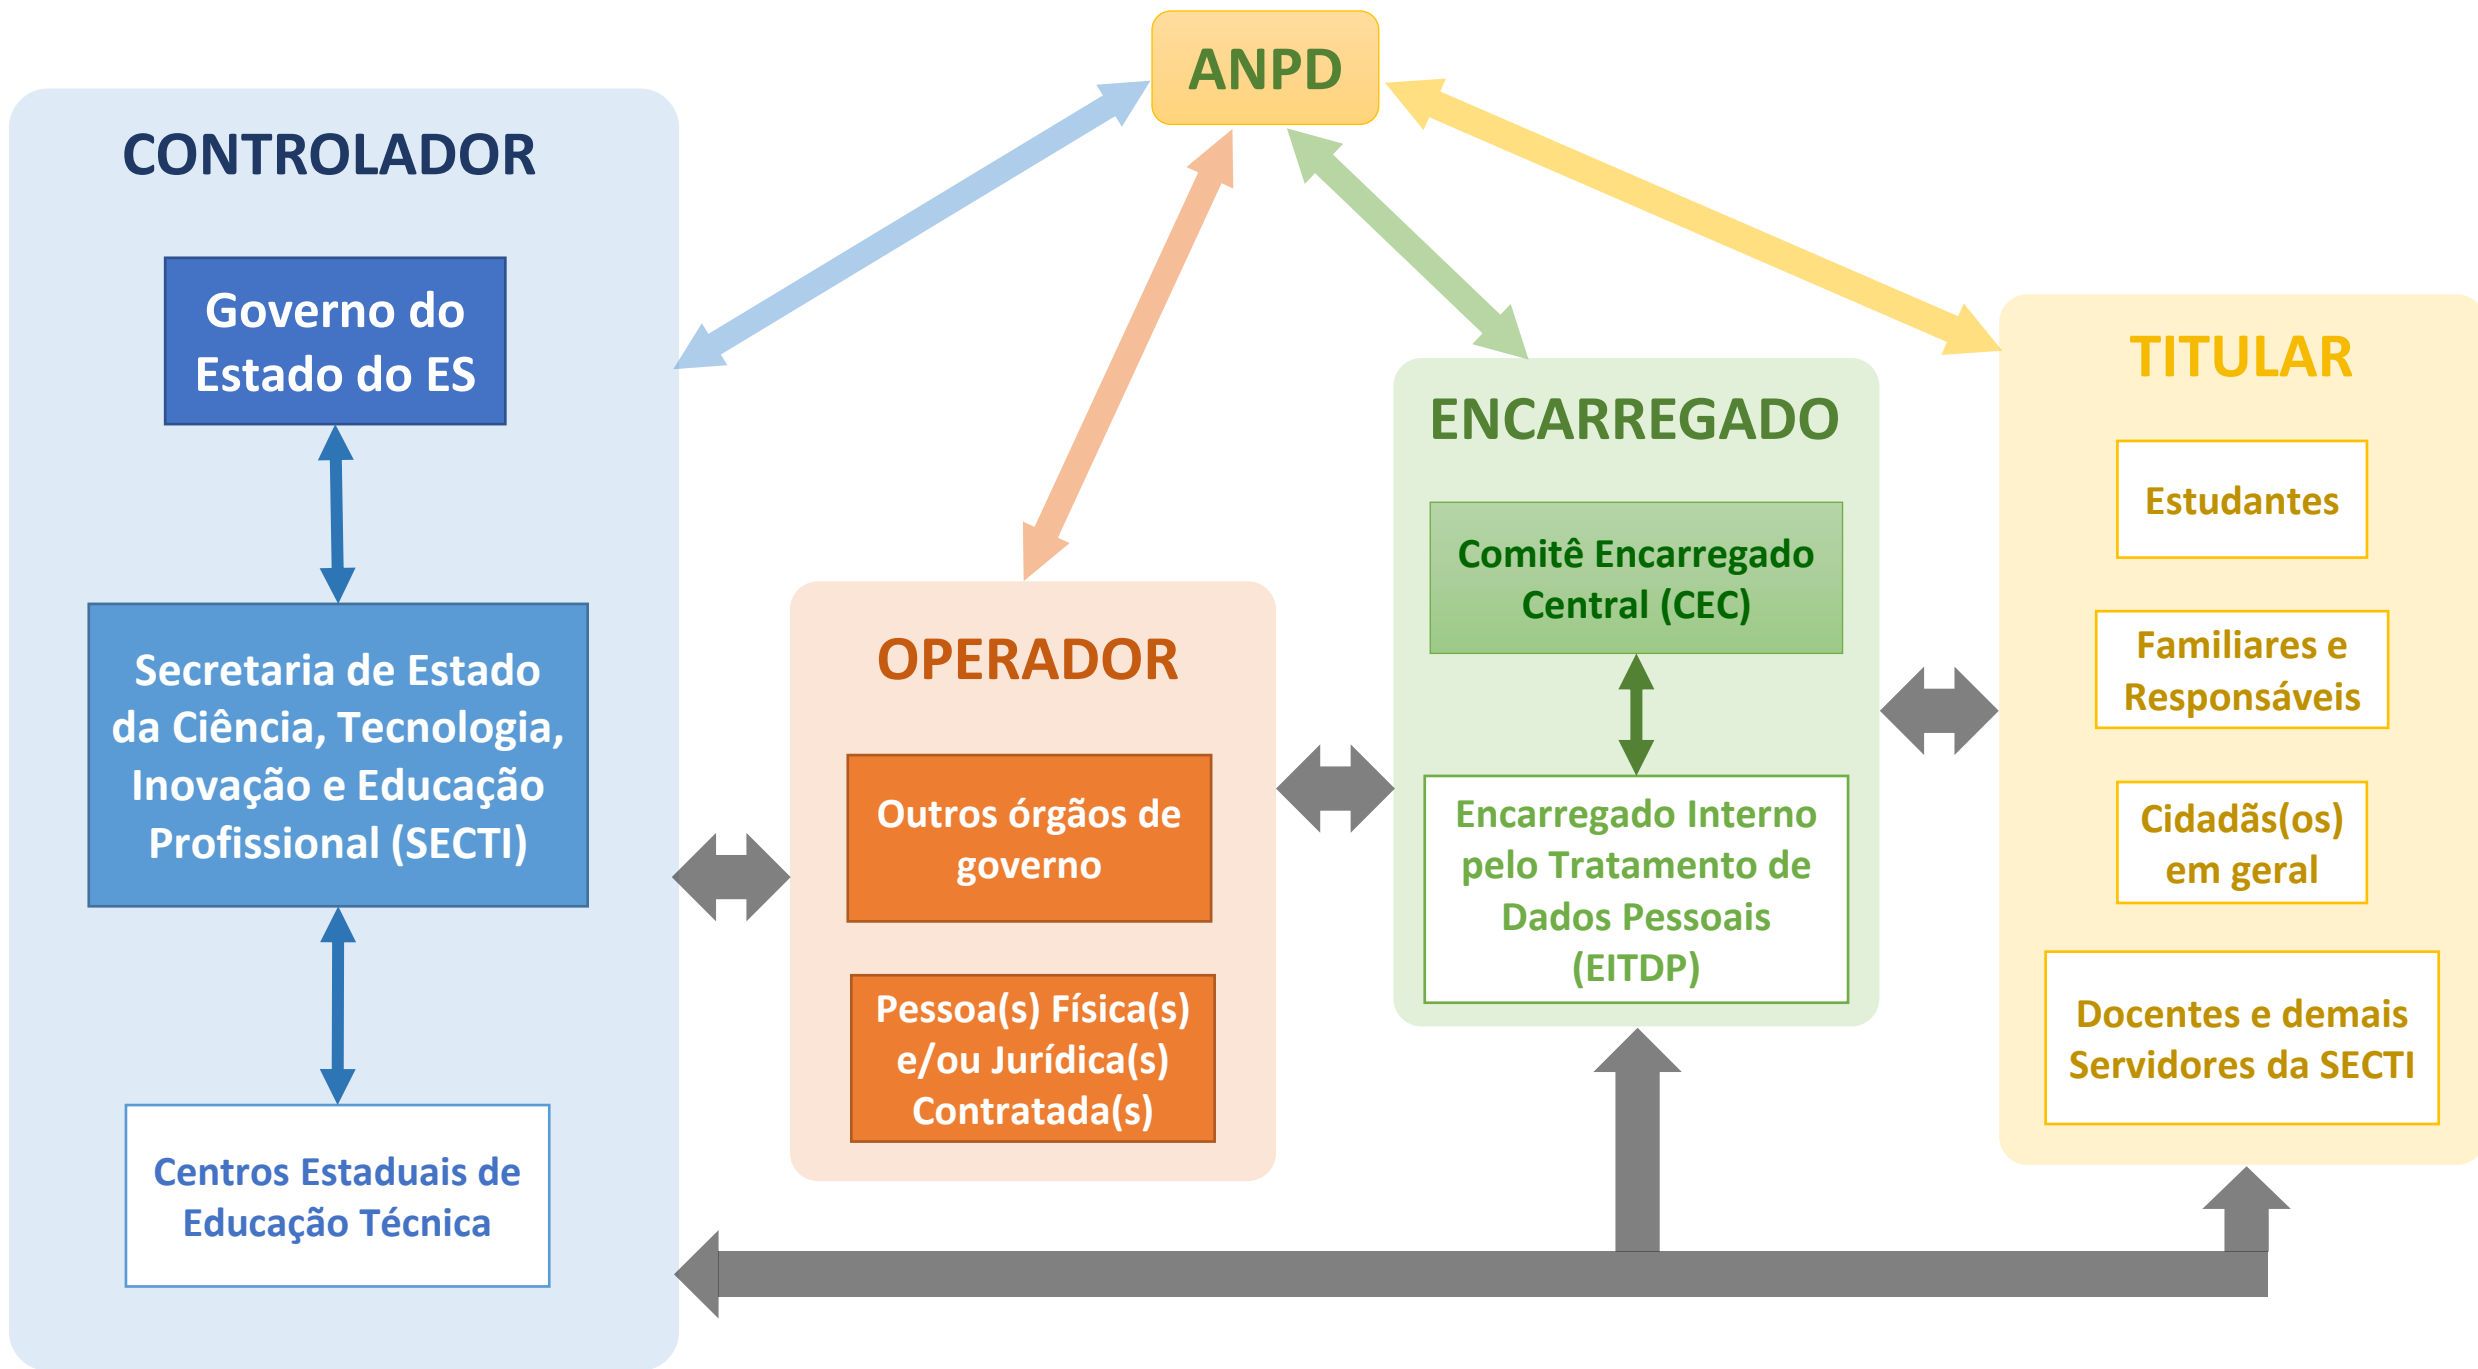 ANPD
CONTROLADOR
Governo do
Estado do ES
Secretaria de Estado
da Ciência, Tecnologia,
Inovação e Educação
Profissional (SECTI)
Centros Estaduais de
Educação Técnica
OPERADOR
Outros órgãos de
governo
Pessoa(s) Física(s)
e/ou Jurídica(s)
Contratada(s)
ENCARREGADO
Comitê Encarregado
Central (CEC)
Encarregado Interno
pelo Tratamento de
Dados Pessoais
(EITDP)
TITULAR
Estudantes
Familiares e
Responsáveis
Cidadãs(os)
em geral
Docentes e demais
Servidores da SECTI